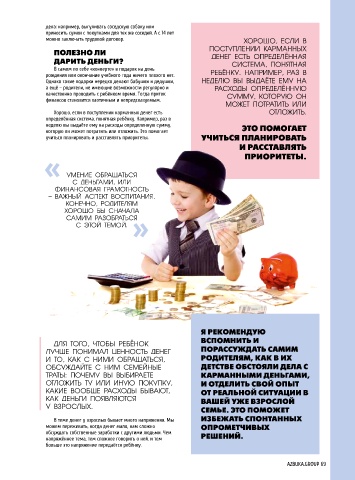 дело: например, выгуливать соседскую собаку или
приносить сумки с покупками для тех же соседей. А с 14 лет
можно заключать трудовой договор.
ПОЛЕЗНО ЛИ
ДАРИТЬ ДЕНЬГИ?
В самом по себе «конверте» в подарок на день
рождения или окончание учебного года ничего плохого нет.
Однако такие подарки нередко делают бабушки и дедушки,
а ещё – родители, не имеющие возможности регулярно и
качественно проводить с ребёнком время. Тогда приток
финансов становится хаотичным и непредсказуемым.
Хорошо, если в поступлении карманных денег есть
определённая система, понятная ребёнку. Например, раз в
неделю вы выдаёте ему на расходы определённую сумму,
которую он может потратить или отложить. Это помогает
учиться планировать и расставлять приоритеты.
ХОРОШО, ЕСЛИ В
ПОСТУПЛЕНИИ КАРМАННЫХ
ДЕНЕГ ЕСТЬ ОПРЕДЕЛЁННАЯ
СИСТЕМА, ПОНЯТНАЯ
РЕБЁНКУ. НАПРИМЕР, РАЗ В
НЕДЕЛЮ ВЫ ВЫДАЁТЕ ЕМУ НА
РАСХОДЫ ОПРЕДЕЛЁННУЮ
СУММУ, КОТОРУЮ ОН
МОЖЕТ ПОТРАТИТЬ ИЛИ
ОТЛОЖИТЬ.
ЭТО ПОМОГАЕТ
УЧИТЬСЯ ПЛАНИРОВАТЬ
И РАССТАВЛЯТЬ
ПРИОРИТЕТЫ.
«
УМЕНИЕ ОБРАЩАТЬСЯ
С ДЕНЬГАМИ, ИЛИ
ФИНАНСОВАЯ ГРАМОТНОСТЬ
– ВАЖНЫЙ АСПЕКТ ВОСПИТАНИЯ.
КОНЕЧНО, РОДИТЕЛЯМ
ХОРОШО БЫ СНАЧАЛА
САМИМ РАЗОБРАТЬСЯ
С ЭТОЙ ТЕМОЙ.
»
ДЛЯ ТОГО, ЧТОБЫ РЕБЁНОК
ЛУЧШЕ ПОНИМАЛ ЦЕННОСТЬ ДЕНЕГ
И ТО, КАК С НИМИ ОБРАЩАТЬСЯ,
ОБСУЖДАЙТЕ С НИМ СЕМЕЙНЫЕ
ТРАТЫ: ПОЧЕМУ ВЫ ВЫБИРАЕТЕ
ОТЛОЖИТЬ ТУ ИЛИ ИНУЮ ПОКУПКУ,
КАКИЕ ВООБЩЕ РАСХОДЫ БЫВАЮТ,
КАК ДЕНЬГИ ПОЯВЛЯЮТСЯ
У ВЗРОСЛЫХ.
В теме денег у взрослых бывает много напряжения. Мы
можем переживать, когда денег мало, нам сложно
обсуждать собственные заработки с другими людьми. Чем
напряжённее тема, тем сложнее говорить о ней, и тем
больше это напряжение передаётся ребёнку.
Я РЕКОМЕНДУЮ
ВСПОМНИТЬ И
ПОРАССУЖДАТЬ САМИМ
РОДИТЕЛЯМ, КАК В ИХ
ДЕТСТВЕ ОБСТОЯЛИ ДЕЛА С
КАРМАННЫМИ ДЕНЬГАМИ,
И ОТДЕЛИТЬ СВОЙ ОПЫТ
ОТ РЕАЛЬНОЙ СИТУАЦИИ В
ВАШЕЙ УЖЕ ВЗРОСЛОЙ
СЕМЬЕ. ЭТО ПОМОЖЕТ
ИЗБЕЖАТЬ СПОНТАННЫХ
ОПРОМЕТЧИВЫХ
РЕШЕНИЙ.